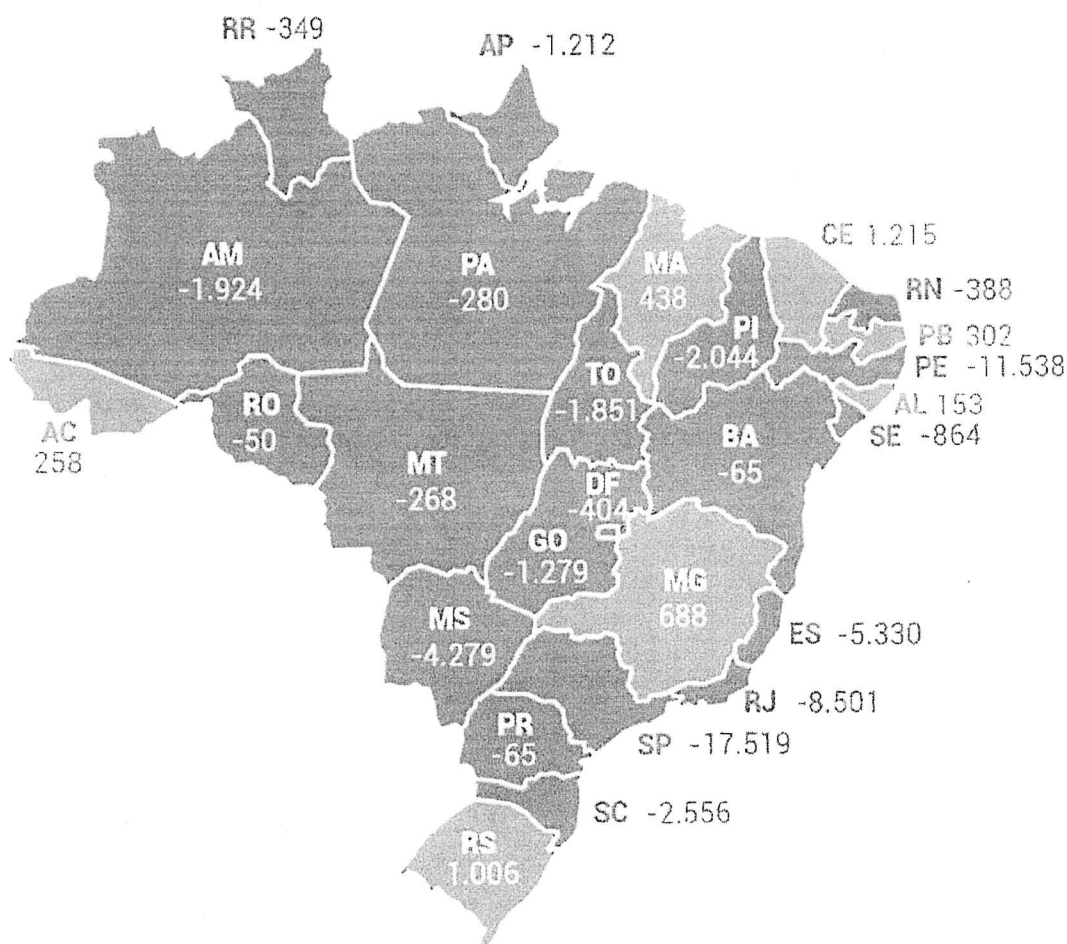 RR -349
AP -1.212
AM
-1.924
PA
-280
MA
438
CE 1.215
RN -388
PI
-2.044
PB 302
PE -11.538
TO
-1.851
AL 153
SE -864
AC
258
RO
-50
MT
-268
BA
-65
DF
-404
GO
-1.279
MG
688
MS
-4.279
ES -5.330
RJ -8.501
PR
-65
SP -17.519
SC -2.556
RS
1.006